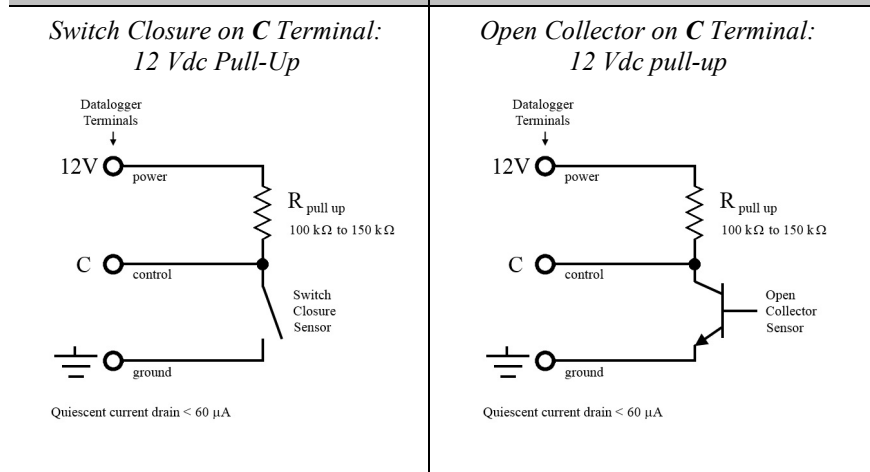 Switch Closure on C Terminal:
12 Vdc Pull-Up
Datalogger
Terminals
12V
power
R pull up
100 kΩ to 150 kΩ
C
control
Switch
Closure
Sensor
ground
Quiescent current drain < 60 µA
Open Collector on C Terminal:
12 Vdc pull-up
Datalogger
Terminals
12V
power
R pull up
100 kΩ to 150 kΩ
C
control
Open
Collector
Sensor
ground
Quiescent current drain < 60 µA